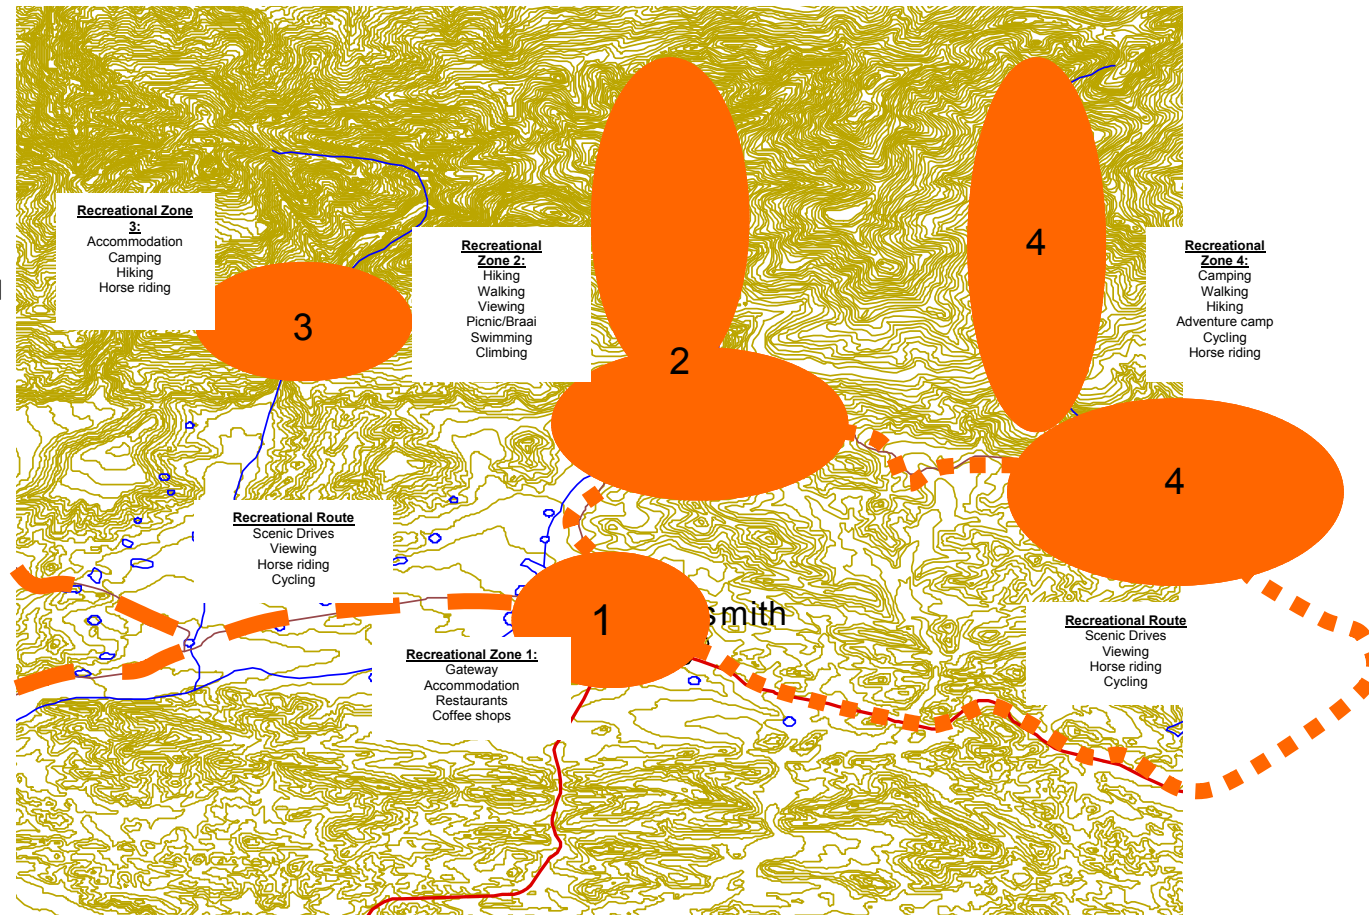 Recreational Zone
3:
Accommodation
Camping
Hiking
Horse riding
3
Recreational
Zone 2:
Hiking
Walking
Viewing
Picnic/Braai
Swimming
Climbing
2
4
Recreational
Zone 4:
Camping
Walking
Hiking
Adventure camp
Cycling
Horse riding
4
Recreational Route
Scenic Drives
Viewing
Horse riding
Cycling
1
smith
Recreational Zone 1:
Gateway
Accommodation
Restaurants
Coffee shops
Recreational Route
Scenic Drives
Viewing
Horse riding
Cycling